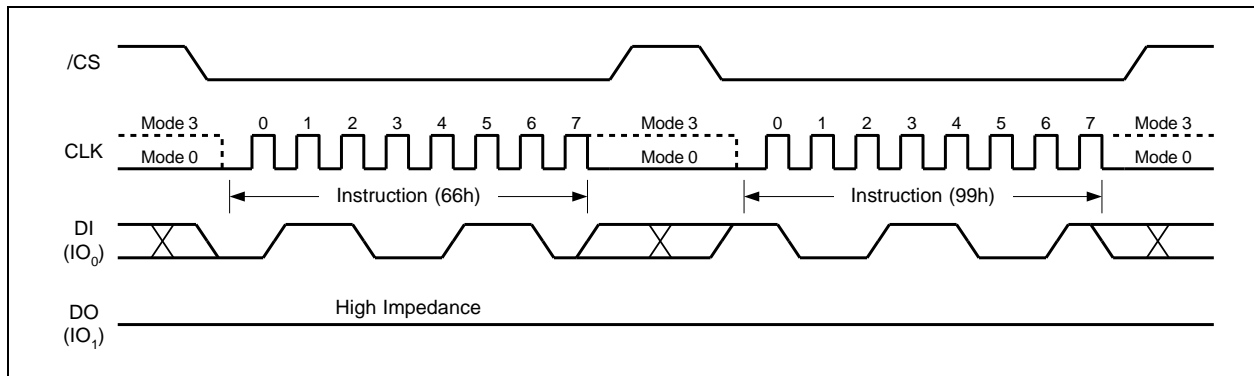 /CS
Mode 3 0 1 2 3 4 5 6 7 Mode 3 0 1 2 3 4 5 6 7 Mode 3
CLK Mode 0 Mode 0 Mode 0
Instruction (66h) Instruction (99h)
DI
(IO₀)
High Impedance
DO
(IO₁)